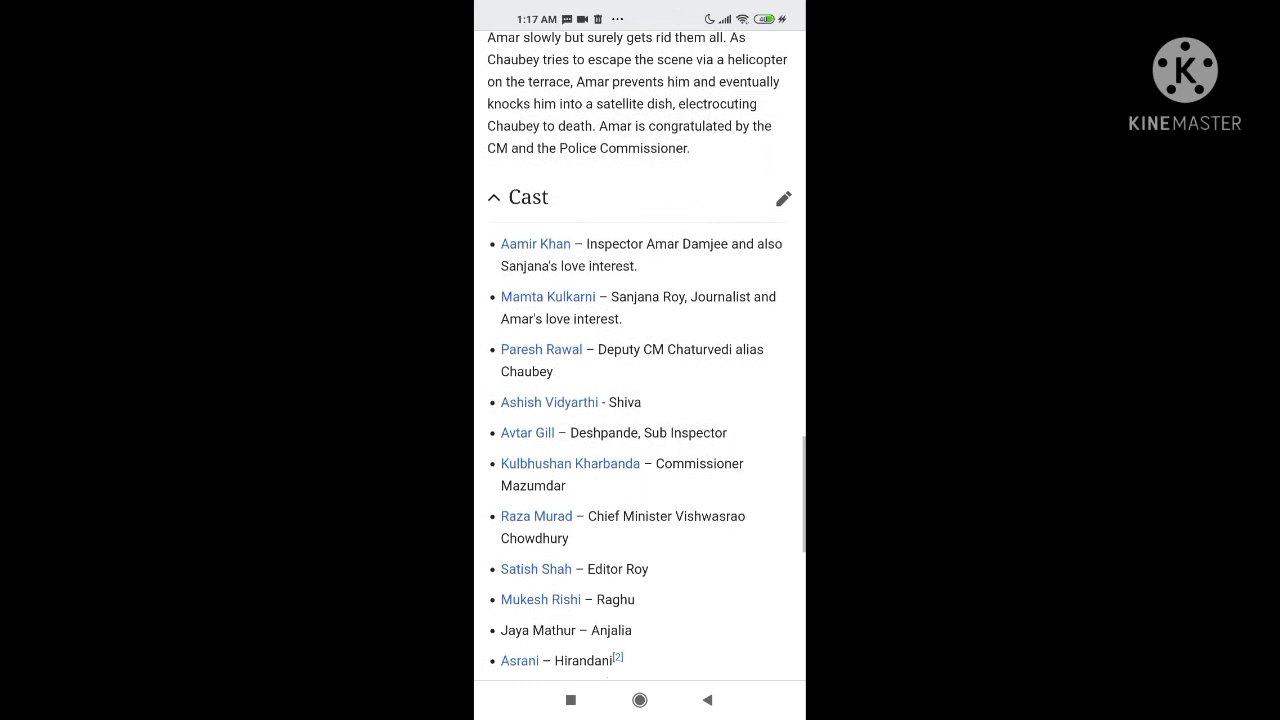 1:17 AM
40
Amar slowly but surely gets rid them all. As
Chaubey tries to escape the scene via a helicopter
on the terrace, Amar prevents him and eventually
knocks him into a satellite dish, electrocuting
Chaubey to death. Amar is congratulated by the
CM and the Police Commissioner.
Cast
• Aamir Khan – Inspector Amar Damjee and also
Sanjana's love interest.
• Mamta Kulkarni – Sanjana Roy, Journalist and
Amar's love interest.
• Paresh Rawal – Deputy CM Chaturvedi alias
Chaubey
• Ashish Vidyarthi - Shiva
• Avtar Gill – Deshpande, Sub Inspector
• Kulbhushan Kharbanda – Commissioner
Mazumdar
• Raza Murad – Chief Minister Vishwasrao
Chowdhury
• Satish Shah – Editor Roy
• Mukesh Rishi – Raghu
• Jaya Mathur – Anjalia
• Asrani – Hirandani[2]
K
KINEMASTER